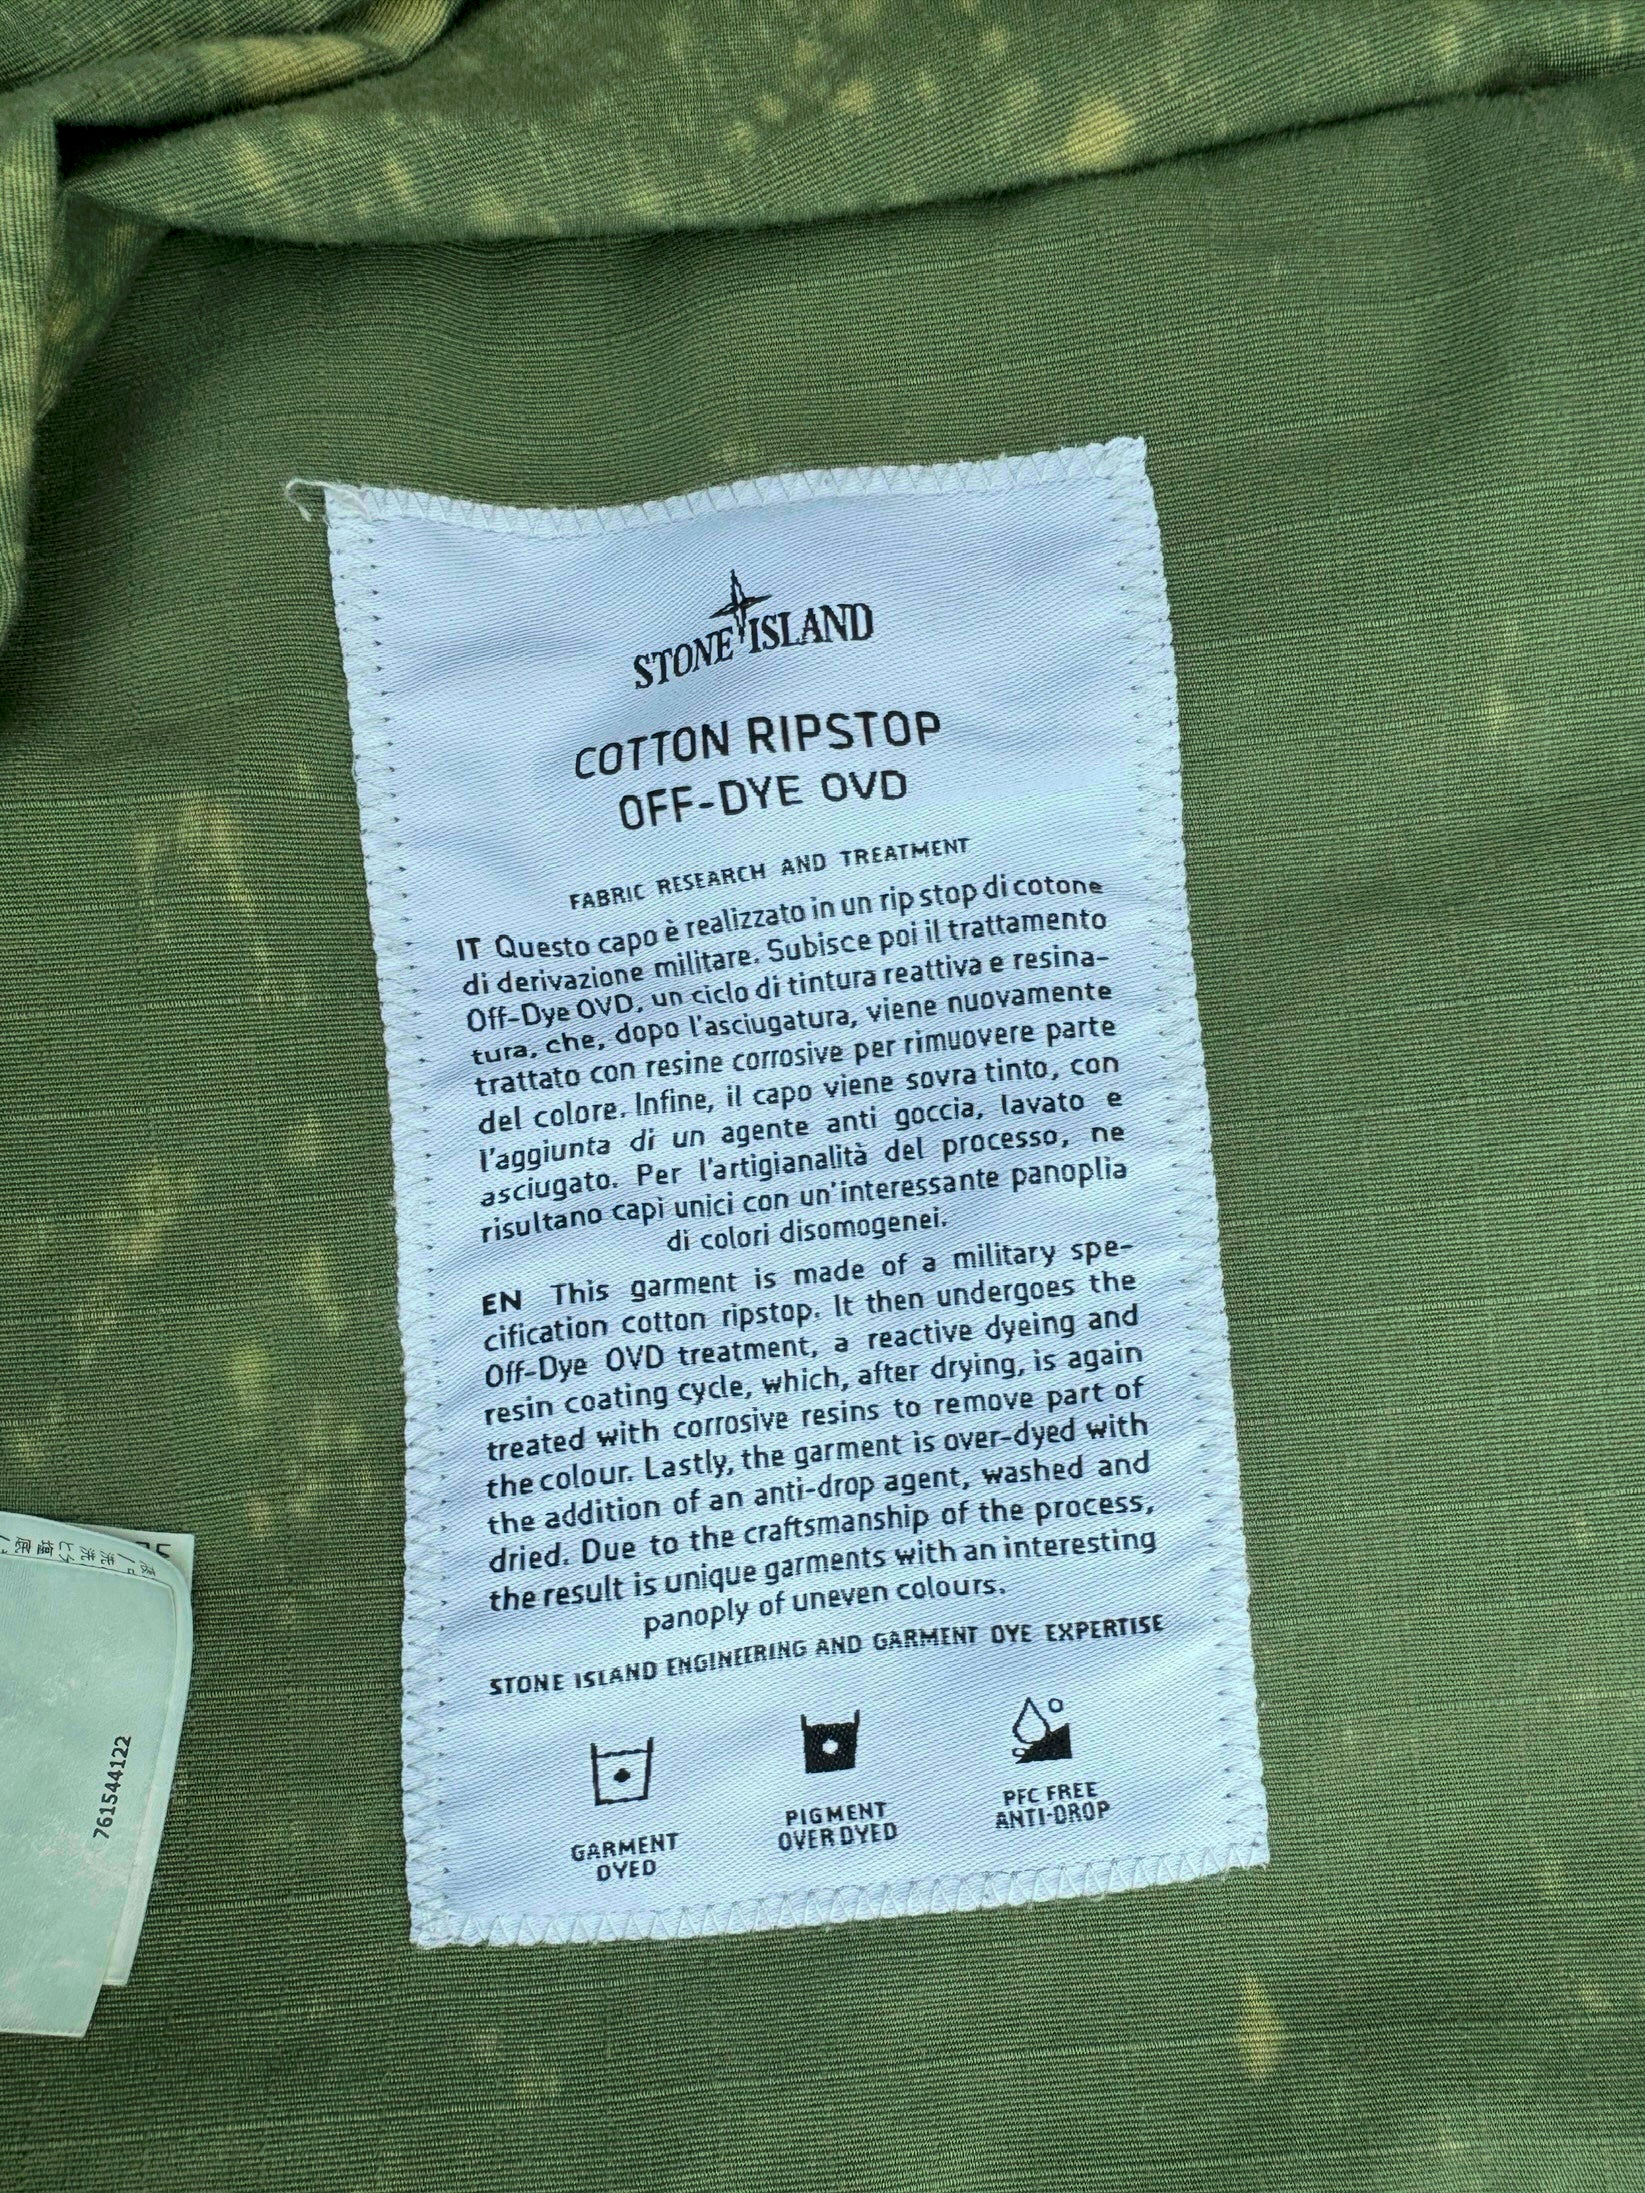 STONE ISLAND
COTTON RIPSTOP
OFF-DYE OVD
FABRIC RESEARCH AND TREATMENT
IT Questo capo è realizzato in un rip stop di cotone
di derivazione militare. Subisce poi il trattamento
Off-Dye OVD, un ciclo di tintura reattiva e resina-
tura, che, dopo l'asciugatura, viene nuovamente
trattato con resine corrosive per rimuovere parte
del colore. Infine, il capo viene sovra tinto, con
l'aggiunta di un agente anti goccia, lavato e
asciugato. Per l'artigianalità del processo, ne
risultano capi unici con un'interessante panoplia
di colori disomogenei.
EN This garment is made of a military spe-
cification cotton ripstop. It then undergoes the
Off-Dye OVD treatment, a reactive dyeing and
resin coating cycle, which, after drying, is again
treated with corrosive resins to remove part of
the colour. Lastly, the garment is over-dyed with
the addition of an anti-drop agent, washed and
dried. Due to the craftsmanship of the process,
the result is unique garments with an interesting
panoply of uneven colours.
STONE ISLAND ENGINEERING AND GARMENT DYE EXPERTISE
GARMENT
DYED
PIGMENT
OVER DYED
PFC FREE
ANTI-DROP
761544122